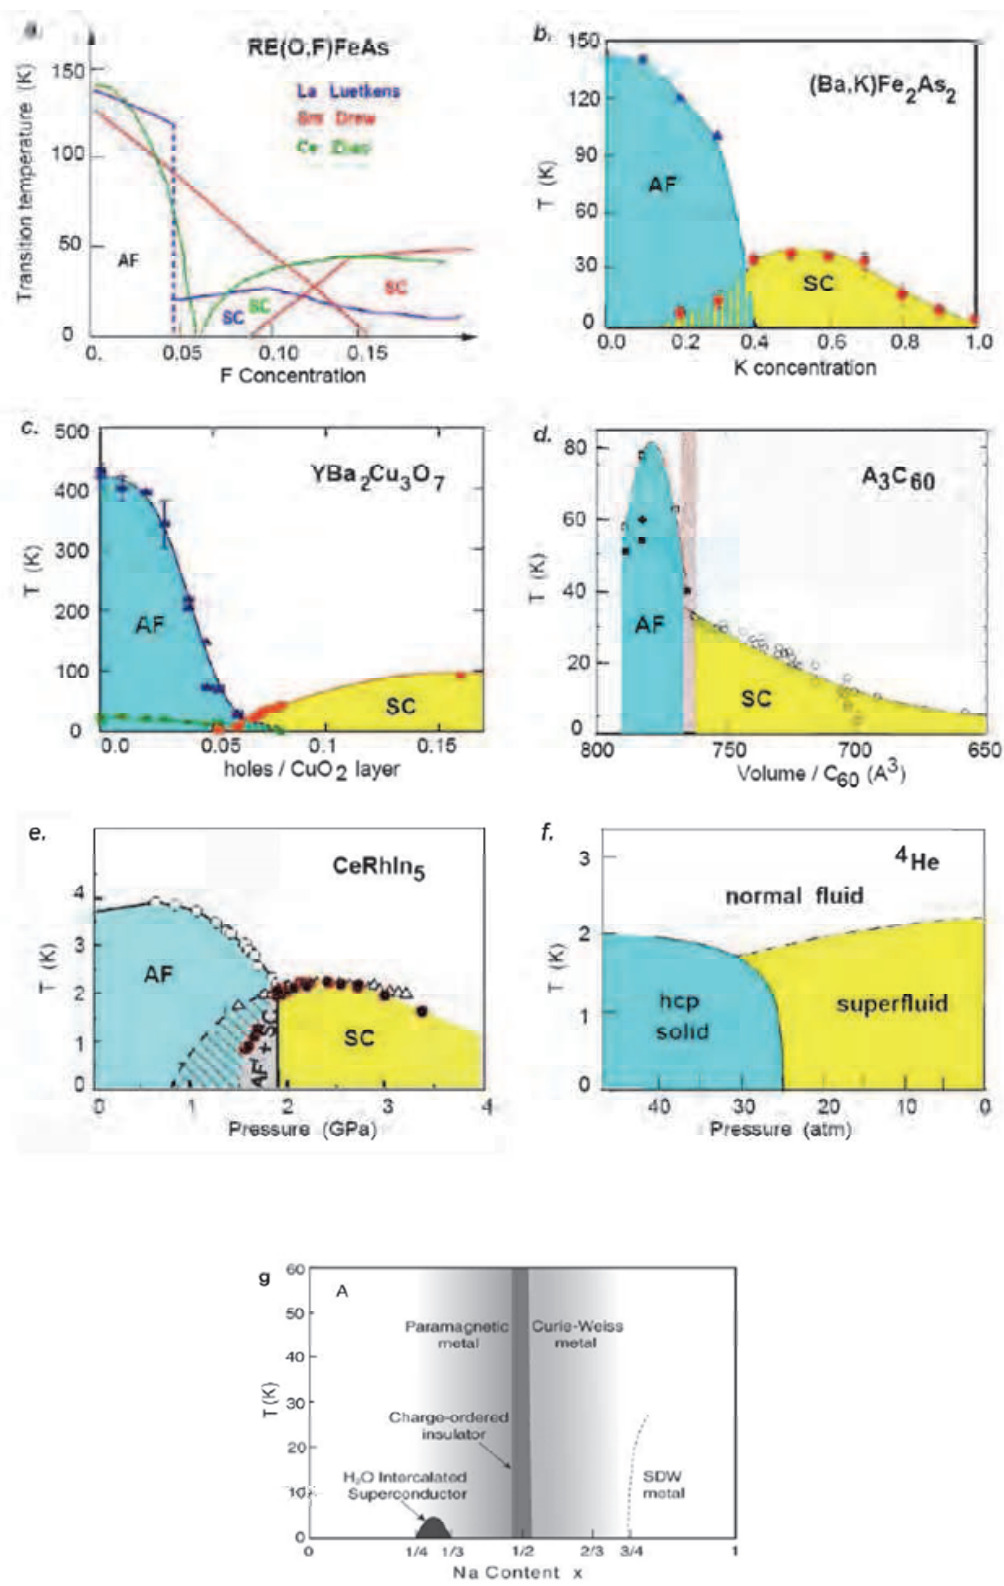 a.
RE(O,F)FeAs
La Luetkens
Sm Drew
Ce Zhao
Transition temperature (K)
150
100
50
0
AF
SC
SC
SC
0.
0.05
0.10
0.15
F Concentration
b.
(Ba,K)Fe2As2
T (K)
150
120
90
60
30
0
AF
SC
0.0
0.2
0.4
0.6
0.8
1.0
K concentration
c.
YBa2Cu3O7
T (K)
500
400
300
200
100
0
AF
SC
0.0
0.05
0.1
0.15
holes / CuO2 layer
d.
A3C60
T (K)
80
60
40
20
0
AF
SC
800
750
700
650
Volume / C60 (A3)
e.
CeRhIn5
T (K)
4
3
2
1
0
AF
AF + SC
SC
0
1
2
3
4
Pressure (GPa)
f.
4He
normal fluid
T (K)
3
2
1
0
hcp
solid
superfluid
40
30
20
10
0
Pressure (atm)
g
A
T(K)
60
50
40
30
20
10
0
Paramagnetic
metal
Curie-Weiss
metal
Charge-ordered
insulator
H2O Intercalated
Superconductor
SDW
metal
0
1/4
1/3
1/2
2/3
3/4
1
Na Content x